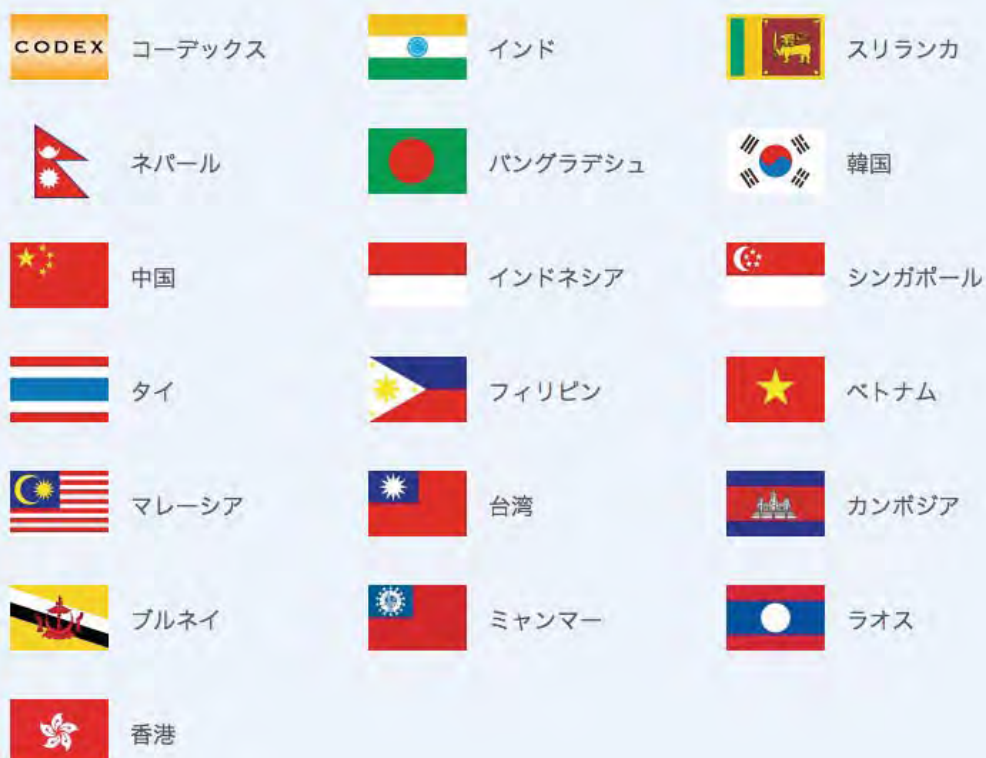 CODEX コーデックス
インド
スリランカ
ネパール
バングラデシュ
韓国
中国
インドネシア
シンガポール
タイ
フィリピン
ベトナム
マレーシア
台湾
カンボジア
ブルネイ
ミャンマー
ラオス
香港